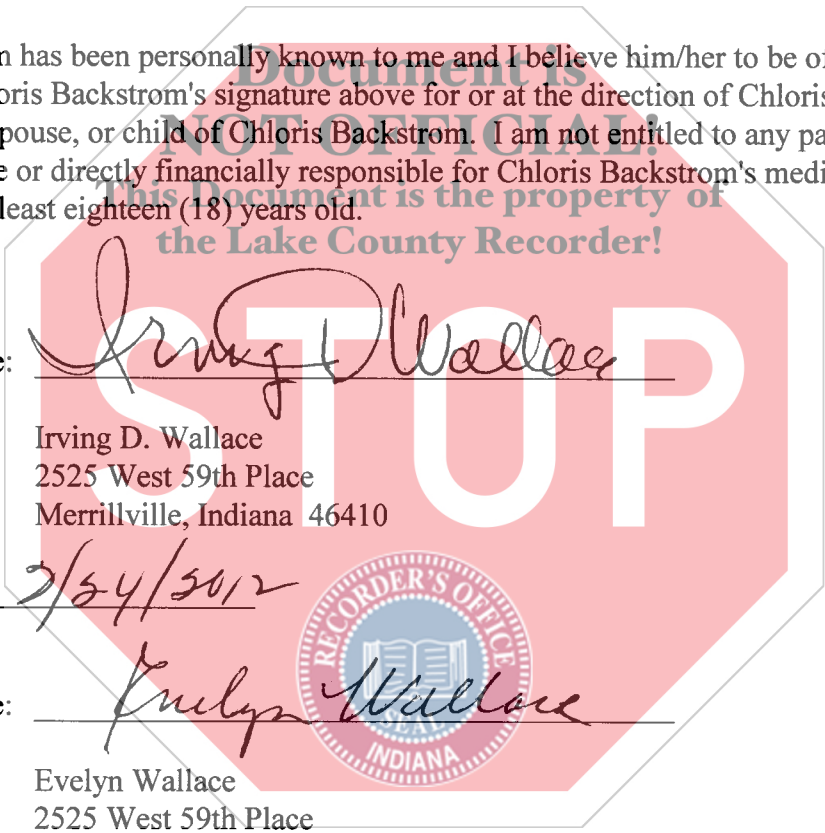 n has been personally known to me and I believe him/her to be of
Document is
oris Backstrom's signature above for or at the direction of Chloris
NOT OFFICIAL!
pouse, or child of Chloris Backstrom. I am not entitled to any pa
e or directly financially responsible for Chloris Backstrom's medi
This Document is the property of
least eighteen (18) years old.
the Lake County Recorder!
STOP
e: Irving D Wallace
Irving D. Wallace
2525 West 59th Place
Merrillville, Indiana 46410
/24/2012
RECORDER'S OFFICE
SEAL
INDIANA
e: Evelyn Wallace
Evelyn Wallace
2525 West 59th Place